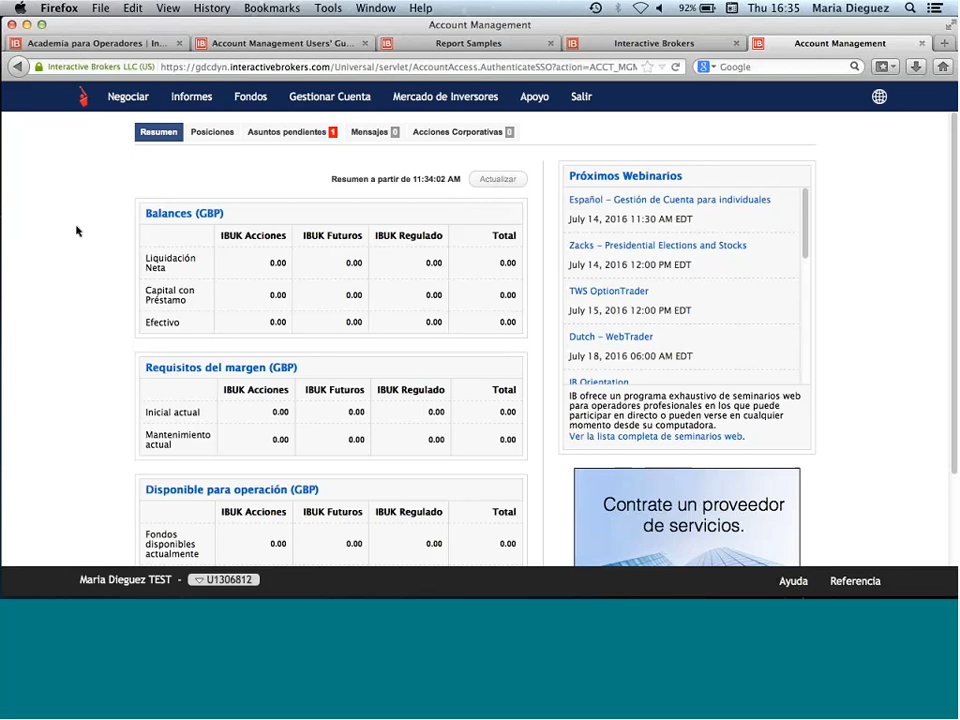 Firefox File Edit View History Bookmarks Tools Window Help 92% Thu 16:35 Maria Dieguez
Account Management
Academia para Operadores | In... Account Management Users' Gu... Report Samples Interactive Brokers Account Management
Interactive Brokers LLC (US) https://gdcdyn.interactivebrokers.com/Universal/servlet/AccountAccess.AuthenticateSSO?action=ACCT_MGM Google
Negociar Informes Fondos Gestionar Cuenta Mercado de Inversores Apoyo Salir
Resumen Posiciones Asuntos pendientes 1 Mensajes 0 Acciones Corporativas 0
Resumen a partir de 11:34:02 AM Actualizar
Balances (GBP)
IBUK Acciones IBUK Futuros IBUK Regulado Total
Liquidación Neta 0.00 0.00 0.00 0.00
Capital con Préstamo 0.00 0.00 0.00 0.00
Efectivo 0.00 0.00 0.00 0.00
Requisitos del margen (GBP)
IBUK Acciones IBUK Futuros IBUK Regulado Total
Inicial actual 0.00 0.00 0.00 0.00
Mantenimiento actual 0.00 0.00 0.00 0.00
Disponible para operación (GBP)
IBUK Acciones IBUK Futuros IBUK Regulado Total
Fondos disponibles actualmente 0.00 0.00 0.00 0.00
Próximos Webinarios
Español - Gestión de Cuenta para individuales
July 14, 2016 11:30 AM EDT
Zacks - Presidential Elections and Stocks
July 14, 2016 12:00 PM EDT
TWS OptionTrader
July 15, 2016 12:00 PM EDT
Dutch - WebTrader
July 18, 2016 06:00 AM EDT
IB Orientation
IB ofrece un programa exhaustivo de seminarios web
para operadores profesionales en los que puede
participar en directo o pueden verse en cualquier
momento desde su computadora.
Ver la lista completa de seminarios web.
Contrate un proveedor
de servicios.
Maria Dieguez TEST - U1306812 Ayuda Referencia